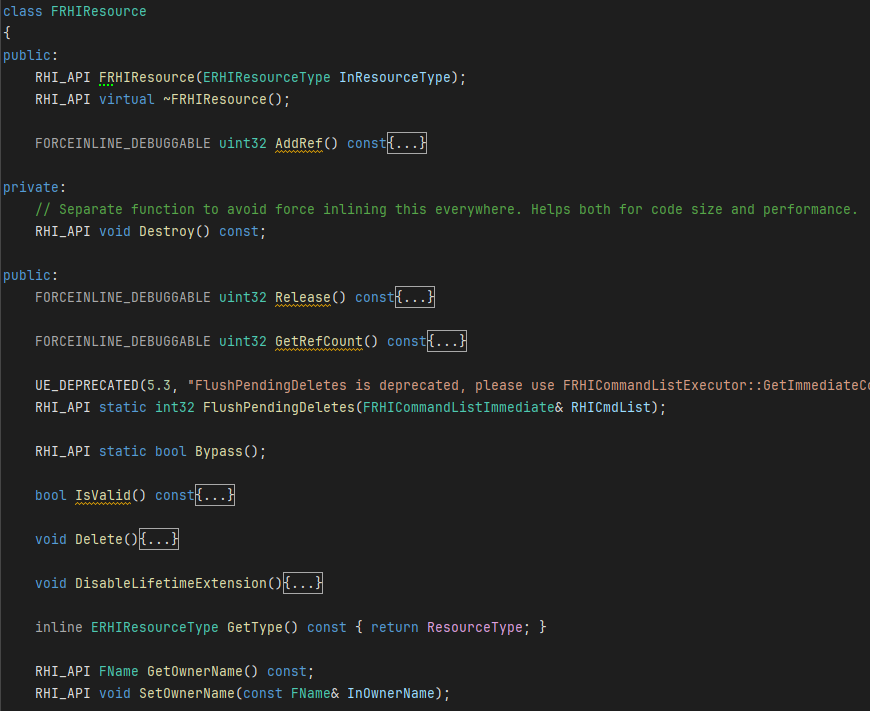 class FRHIResource
{
public:
    RHI_API FRHIResource(ERHIResourceType InResourceType);
    RHI_API virtual ~FRHIResource();
    FORCEINLINE_DEBUGGABLE uint32 AddRef() const{...}
private:
    // Separate function to avoid force inlining this everywhere. Helps both for code size and performance.
    RHI_API void Destroy() const;
public:
    FORCEINLINE_DEBUGGABLE uint32 Release() const{...}
    FORCEINLINE_DEBUGGABLE uint32 GetRefCount() const{...}
    UE_DEPRECATED(5.3, "FlushPendingDeletes is deprecated, please use FRHICommandListExecutor::GetImmediateCo
    RHI_API static int32 FlushPendingDeletes(FRHICommandListImmediate& RHICmdList);
    RHI_API static bool Bypass();
    bool IsValid() const{...}
    void Delete(){...}
    void DisableLifetimeExtension(){...}
    inline ERHIResourceType GetType() const { return ResourceType; }
    RHI_API FName GetOwnerName() const;
    RHI_API void SetOwnerName(const FName& InOwnerName);